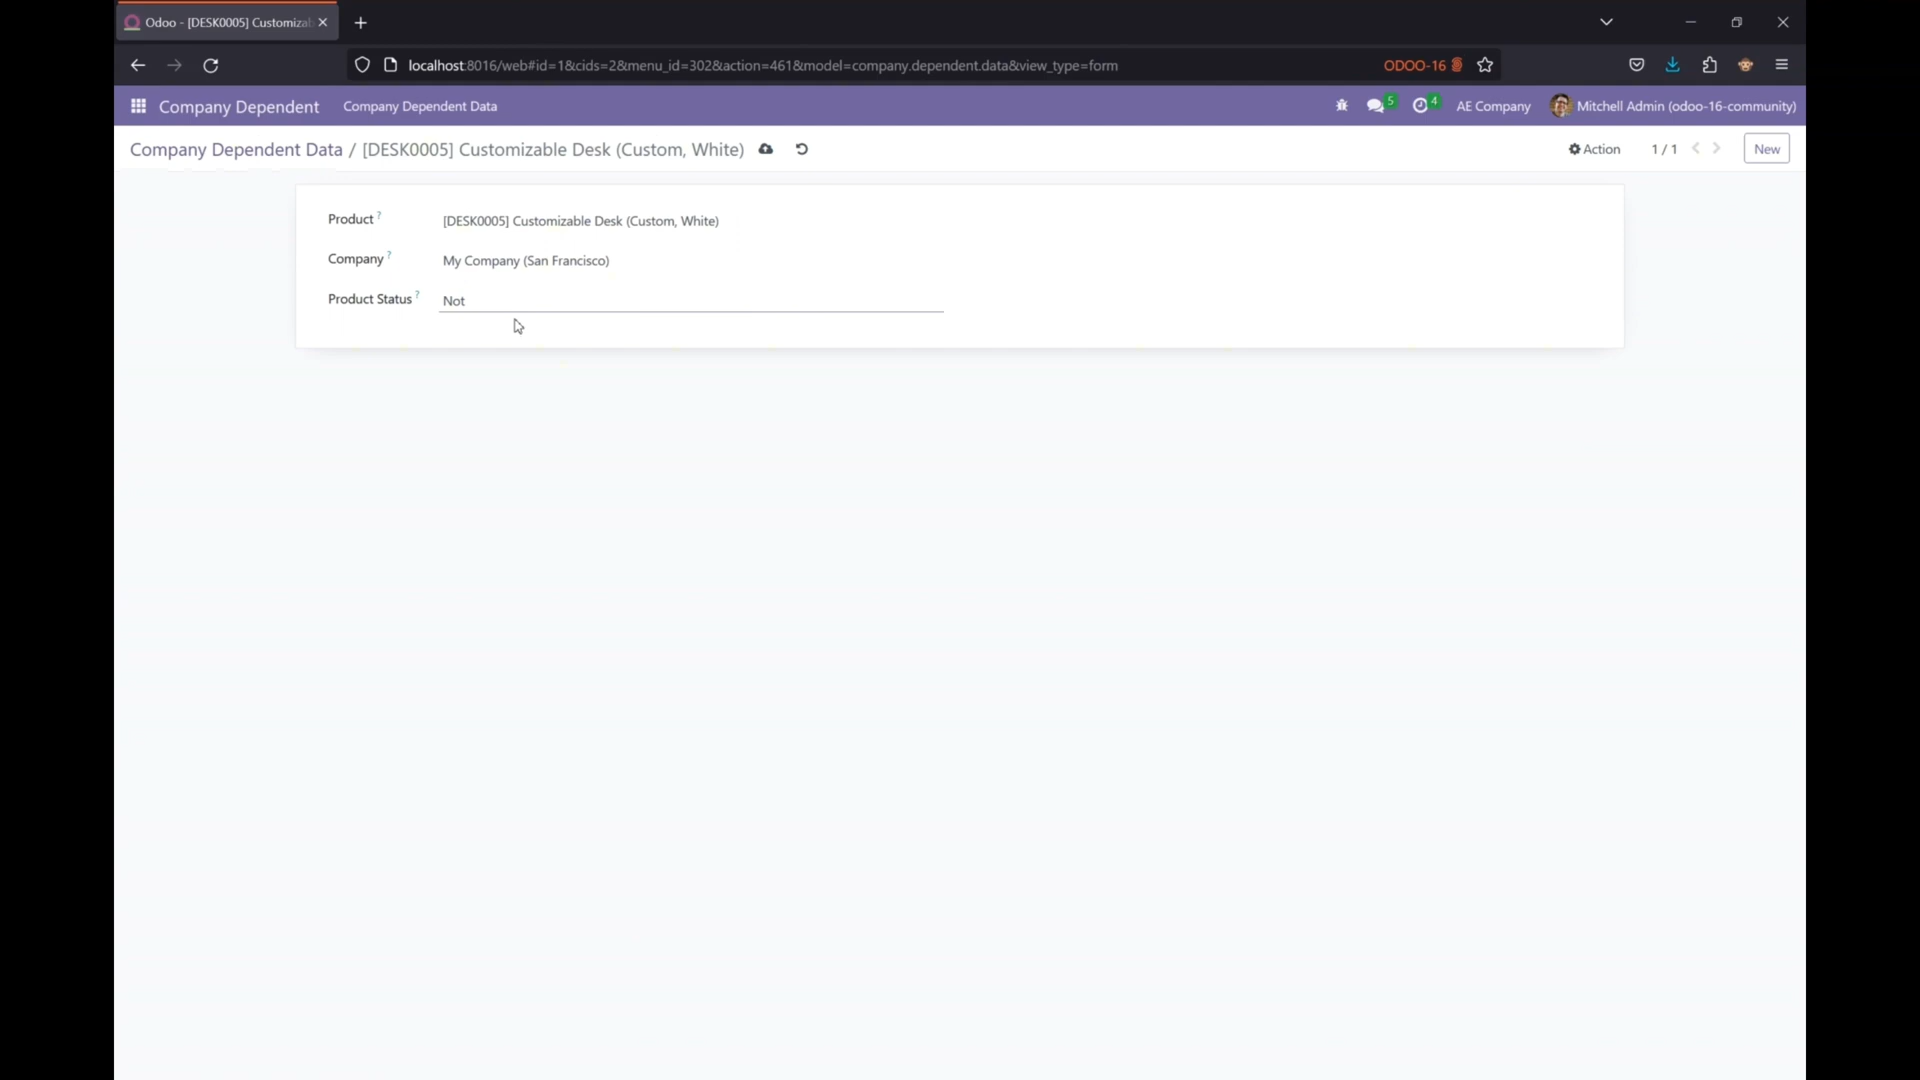 Odoo - [DESK0005] Customizab
localhost:8016/web#id=1&cids=2&menu_id=302&action=461&model=company.dependent.data&view_type=form
ODOO-16
Company Dependent
Company Dependent Data
5
4
AE Company
Mitchell Admin (odoo-16-community)
Company Dependent Data / [DESK0005] Customizable Desk (Custom, White)
Action
1 / 1
New
Product ?
[DESK0005] Customizable Desk (Custom, White)
Company ?
My Company (San Francisco)
Product Status ?
Not